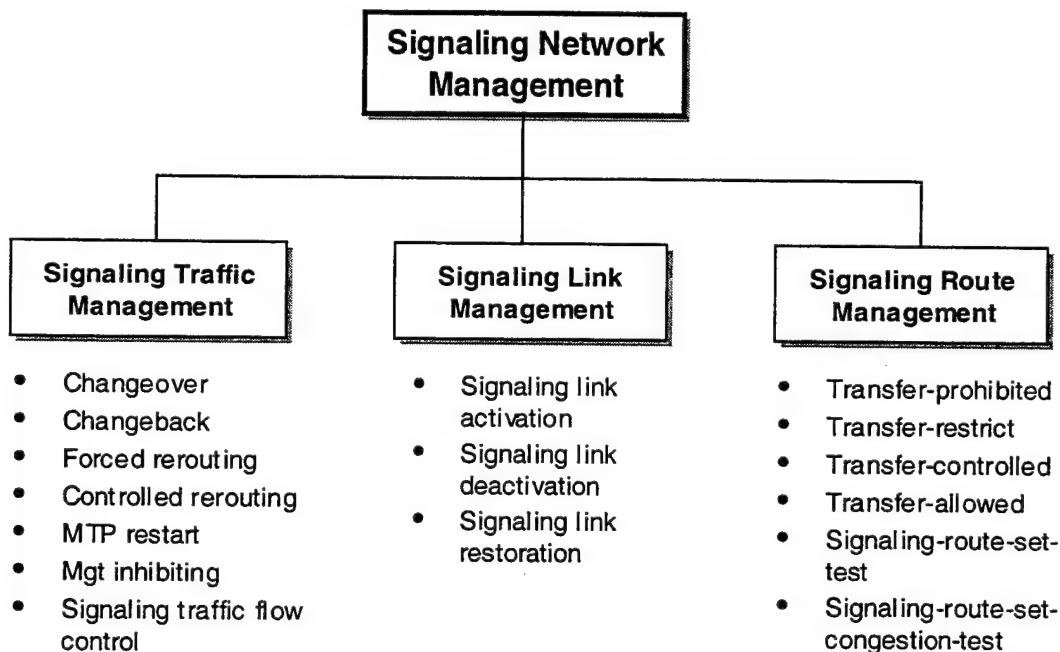 Signaling Network
Management
Signaling Traffic
Management
• Changeover
• Changeback
• Forced rerouting
• Controlled rerouting
• MTP restart
• Mgt inhibiting
• Signaling traffic flow
control
Signaling Link
Management
• Signaling link
activation
• Signaling link
deactivation
• Signaling link
restoration
Signaling Route
Management
• Transfer-prohibited
• Transfer-restrict
• Transfer-controlled
• Transfer-allowed
• Signaling-route-set-
test
• Signaling-route-set-
congestion-test